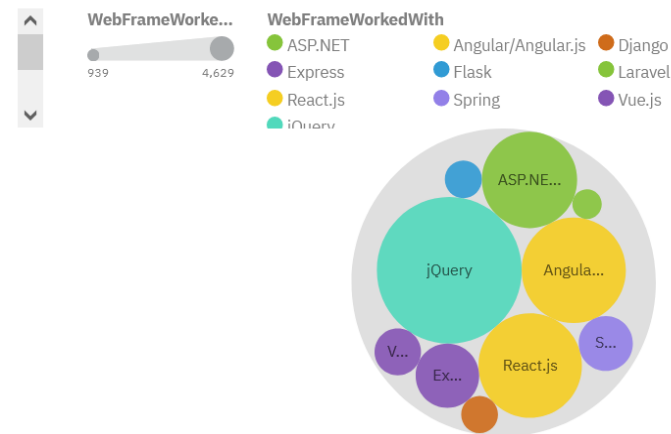 WebFrameWorke... WebFrameWorkedWith
ASP.NET Angular/Angular.js Django
939 4,629 Express Flask Laravel
React.js Spring Vue.js
jQuery
ASP.NE...
jQuery Angula...
V... Ex... React.js S...